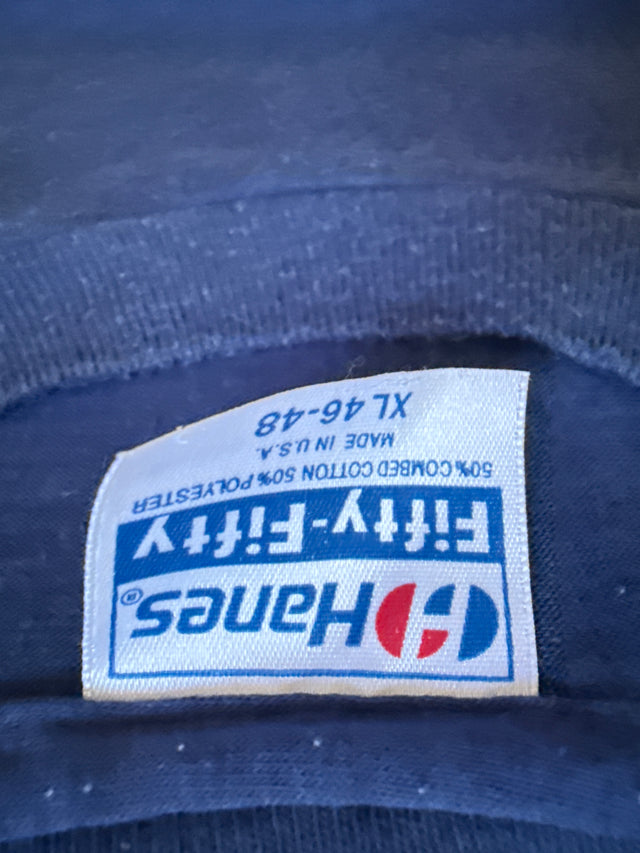 Hanes®
Fifty-Fifty
50% COMBED COTTON 50% POLYESTER
MADE IN U.S.A.
XL 46-48